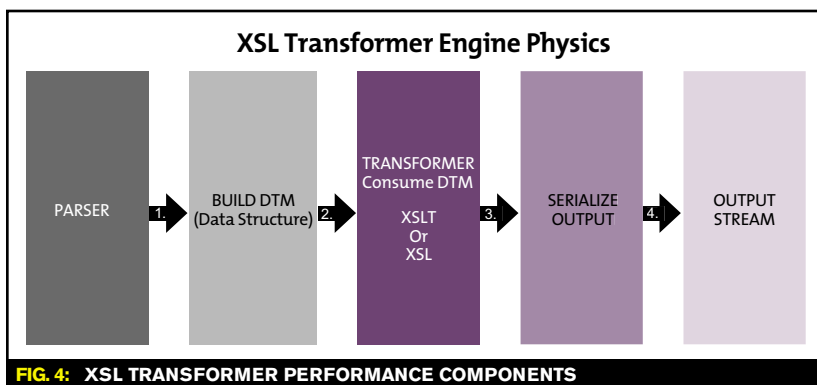 XSL Transformer Engine Physics
PARSER
1.
BUILD DTM
(Data Structure)
2.
TRANSFORMER
Consume DTM
XSLT
Or
XSL
3.
SERIALIZE
OUTPUT
4.
OUTPUT
STREAM
FIG. 4: XSL TRANSFORMER PERFORMANCE COMPONENTS